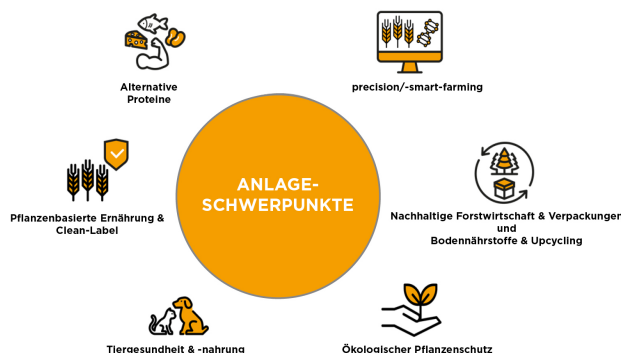 Alternative
Proteine
precision/-smart-farming
ANLAGE-
SCHWERPUNKTE
Pflanzenbasierte Ernährung &
Clean-Label
Nachhaltige Forstwirtschaft & Verpackungen
und
Bodennährstoffe & Upcycling
Tiergesundheit & -nahrung
Ökologischer Pflanzenschutz